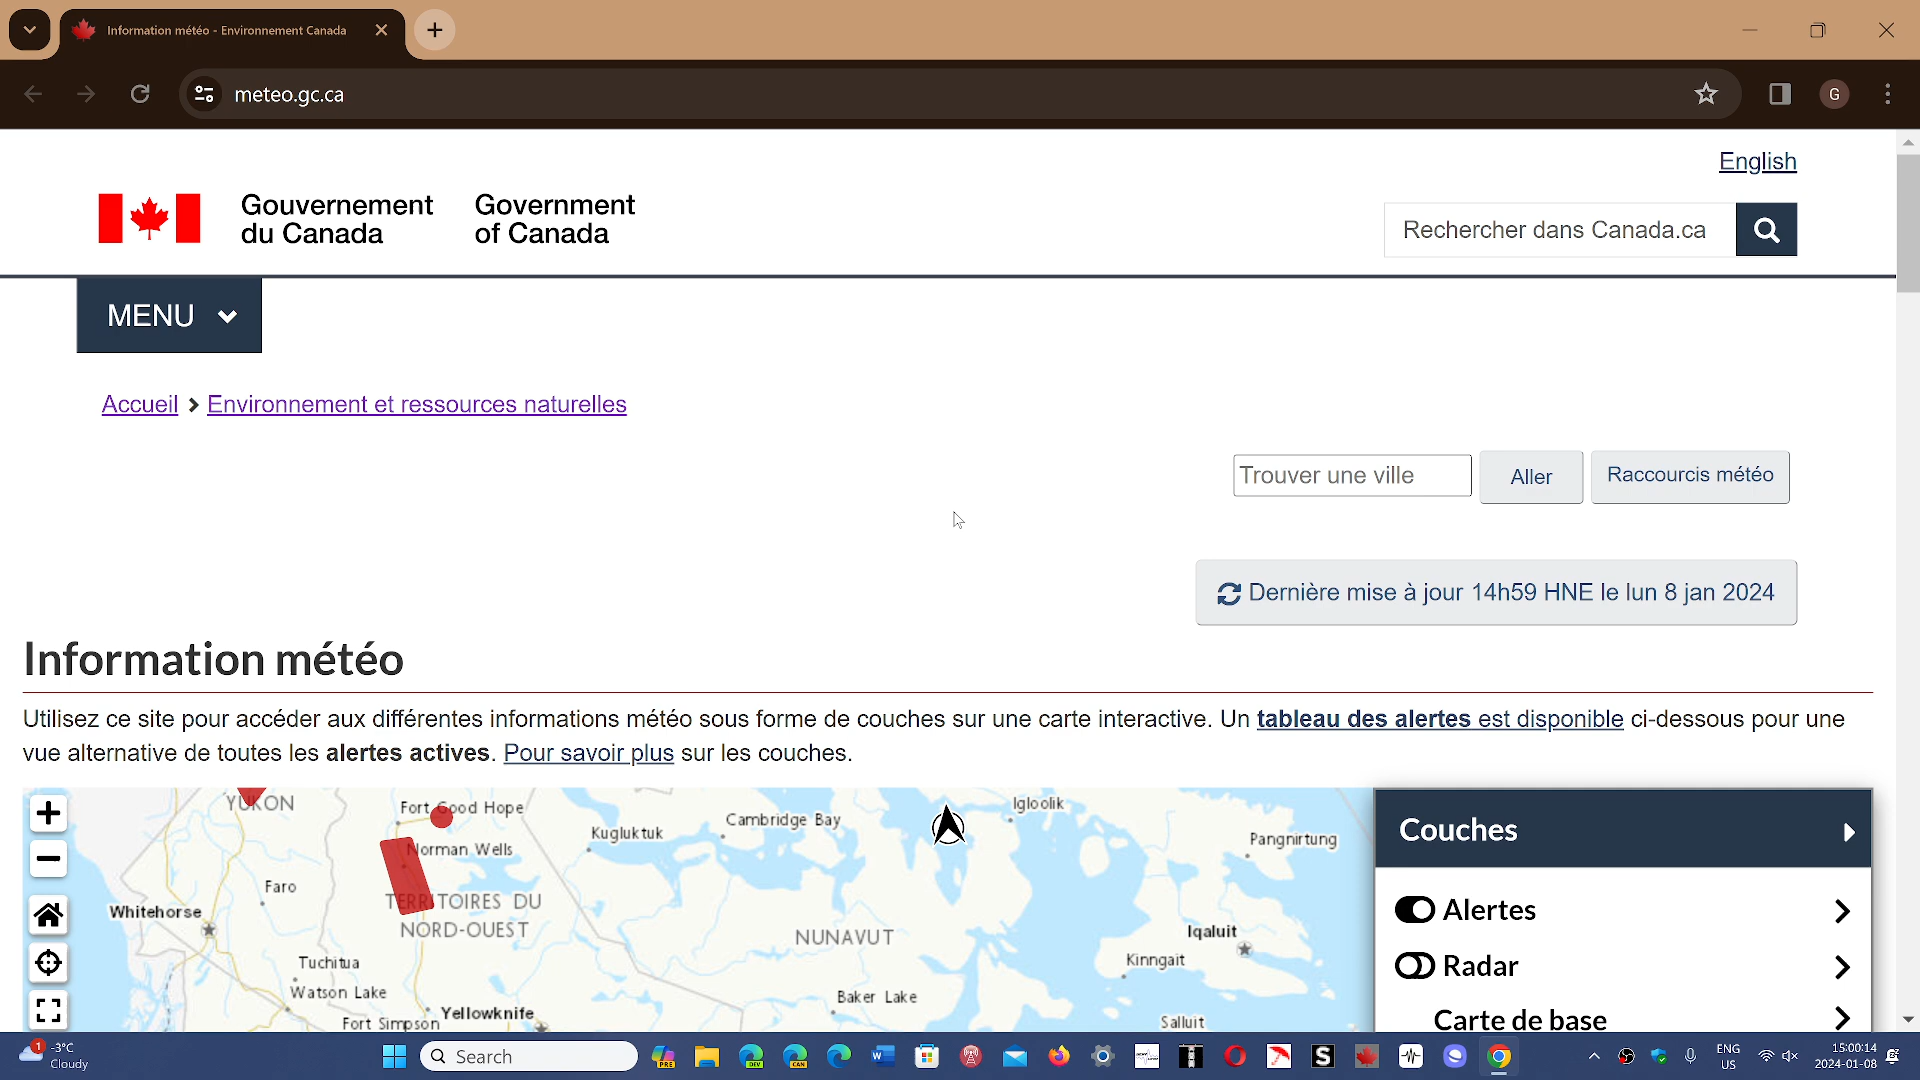 Information météo - Environnement Canada
meteo.gc.ca
G
English
Gouvernement du Canada
Government of Canada
Rechercher dans Canada.ca
MENU
Accueil > Environnement et ressources naturelles
Trouver une ville
Aller
Raccourcis météo
Dernière mise à jour 14h59 HNE le lun 8 jan 2024
Information météo
Utilisez ce site pour accéder aux différentes informations météo sous forme de couches sur une carte interactive. Un tableau des alertes est disponible ci-dessous pour une
vue alternative de toutes les alertes actives. Pour savoir plus sur les couches.
YUKON
Fort Good Hope
Igloolik
Cambridge Bay
Kugluktuk
Pangnirtung
Norman Wells
Faro
TERRITOIRES DU
NORD-OUEST
Whitehorse
NUNAVUT
Iqaluit
Kinngait
Tuchitua
Watson Lake
Baker Lake
Yellowknife
Fort Simpson
Salluit
Couches
Alertes
Radar
Carte de base
1
-3°C
Cloudy
Search
PRE
DEV
CAN
W
S
ENG
US
15:00:14
2024-01-08